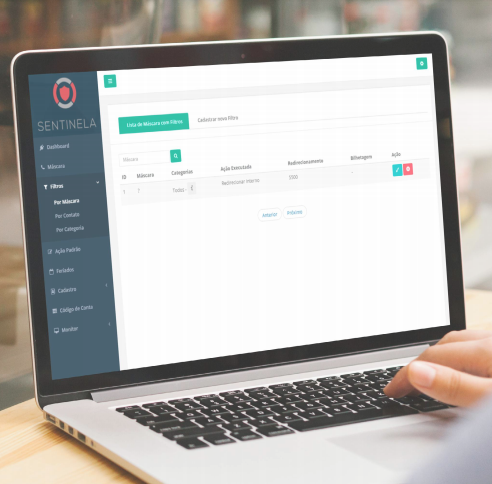 SENTINELA
Dashboard
Máscara
Filtros
Por Máscara
Por Contato
Por Categoria
Ação Padrão
Feriados
Cadastro
Código de Conta
Monitor
Lista de Máscara com Filtros Cadastrar novo filtro
Máscara
ID Máscara Categorias Ação Executada Redirecionamento Bilhetagem Ação
Todos Redirecionar Interno 5900
Anterior Próximo